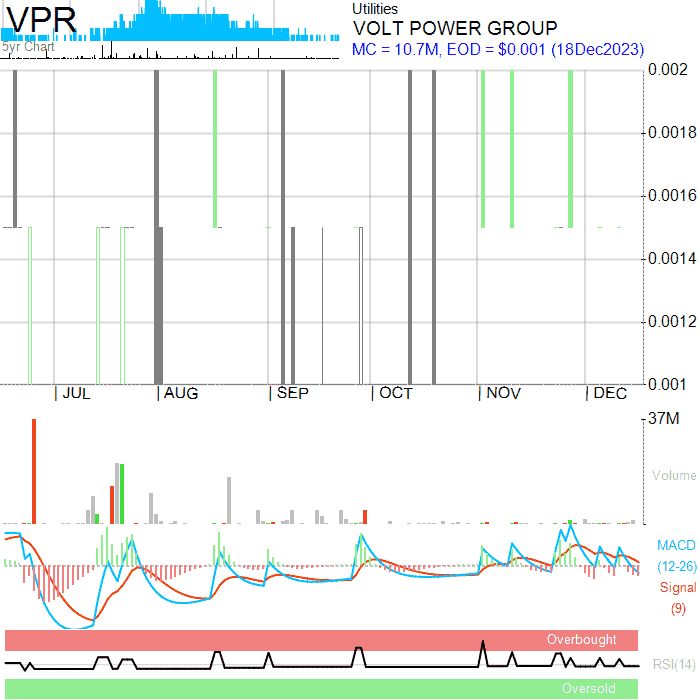 VPR
5yr Chart
Utilities
VOLT POWER GROUP
MC = 10.7M, EOD = $0.001 (18Dec2023)
0.002
0.0018
0.0016
0.0014
0.0012
0.001
JUL AUG SEP OCT NOV DEC
37M
Volume
MACD
(12-26)
Signal
(9)
Overbought
RSI(14)
Oversold